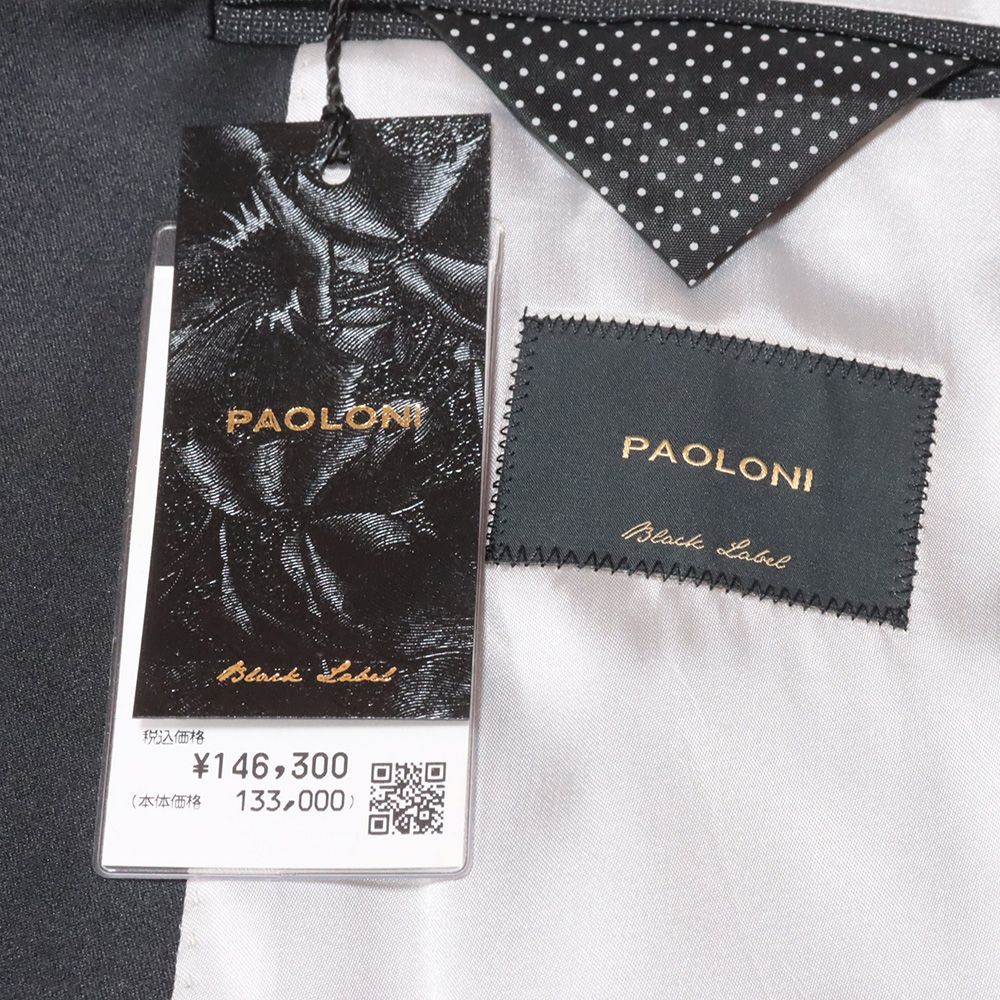 PAOLONI
Black Label
税込価格
¥146,300
(本体価格 133,000)
PAOLONI
Black Label